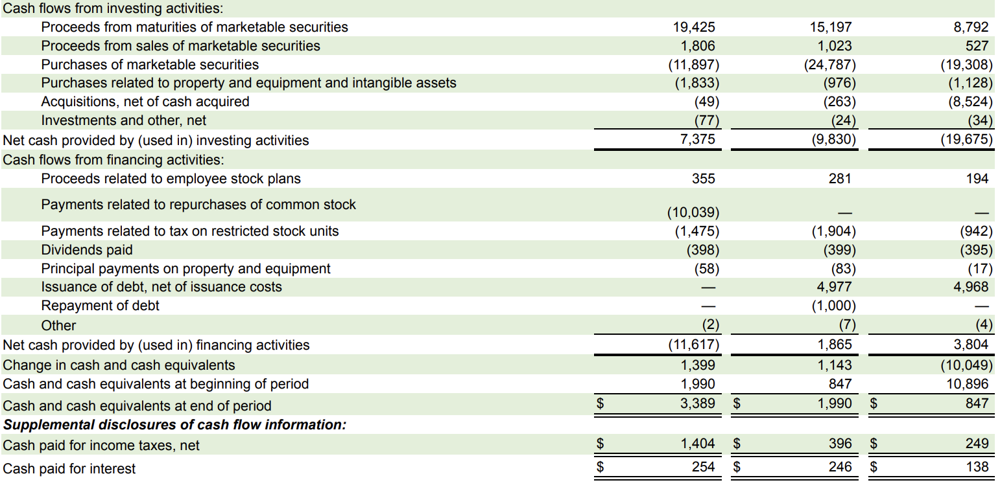 Cash flows from investing activities:
Proceeds from maturities of marketable securities 19,425 15,197 8,792
Proceeds from sales of marketable securities 1,806 1,023 527
Purchases of marketable securities (11,897) (24,787) (19,308)
Purchases related to property and equipment and intangible assets (1,833) (976) (1,128)
Acquisitions, net of cash acquired (49) (263) (8,524)
Investments and other, net (77) (24) (34)
Net cash provided by (used in) investing activities 7,375 (9,830) (19,675)
Cash flows from financing activities:
Proceeds related to employee stock plans 355 281 194
Payments related to repurchases of common stock (10,039) — —
Payments related to tax on restricted stock units (1,475) (1,904) (942)
Dividends paid (398) (399) (395)
Principal payments on property and equipment (58) (83) (17)
Issuance of debt, net of issuance costs — 4,977 4,968
Repayment of debt — (1,000) —
Other (2) (7) (4)
Net cash provided by (used in) financing activities (11,617) 1,865 3,804
Change in cash and cash equivalents 1,399 1,143 (10,049)
Cash and cash equivalents at beginning of period 1,990 847 10,896
Cash and cash equivalents at end of period $ 3,389 $ 1,990 $ 847
Supplemental disclosures of cash flow information:
Cash paid for income taxes, net $ 1,404 $ 396 $ 249
Cash paid for interest $ 254 $ 246 $ 138